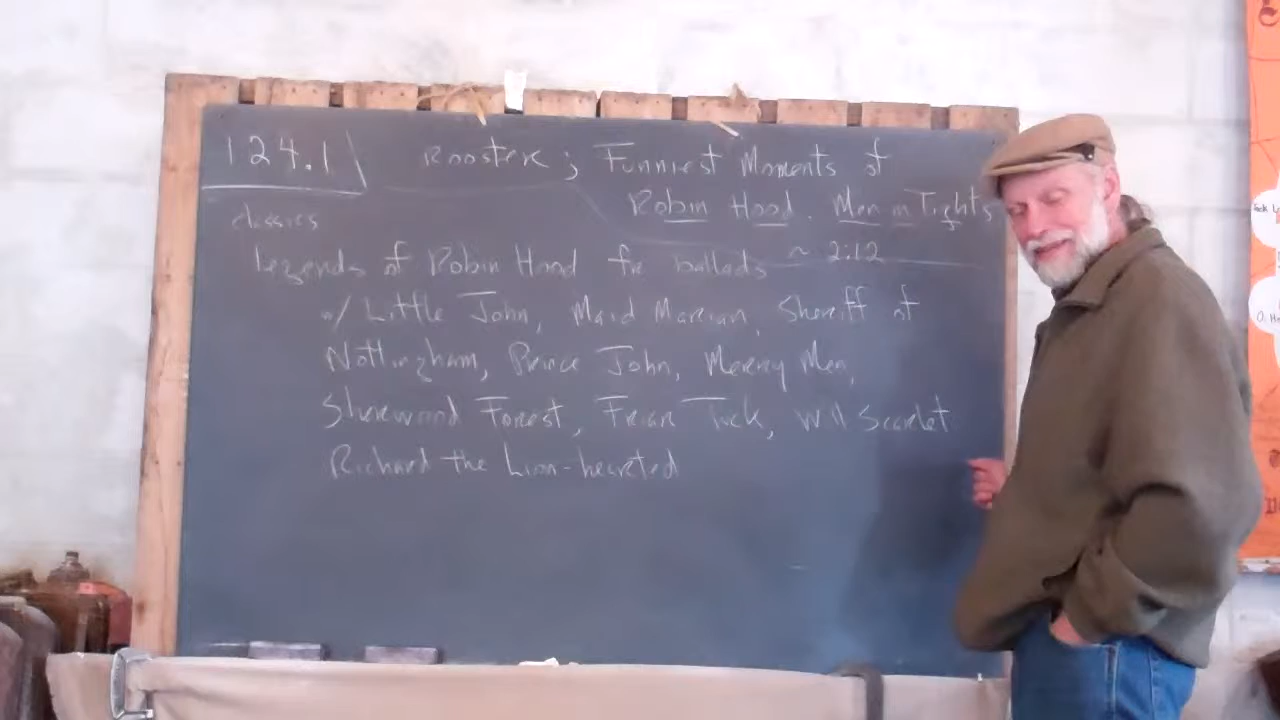 124.1
Rooster; Funniest Moments of
Robin Hood. Men in Tights
classics
~ 2:12
Legends of Robin Hood fr ballads
w/ Little John, Maid Marian, Sheriff of
Nottingham, Prince John, Merry Men,
Sherwood Forest, Friar Tuck, Will Scarlet
Richard the Lion-hearted
O. He